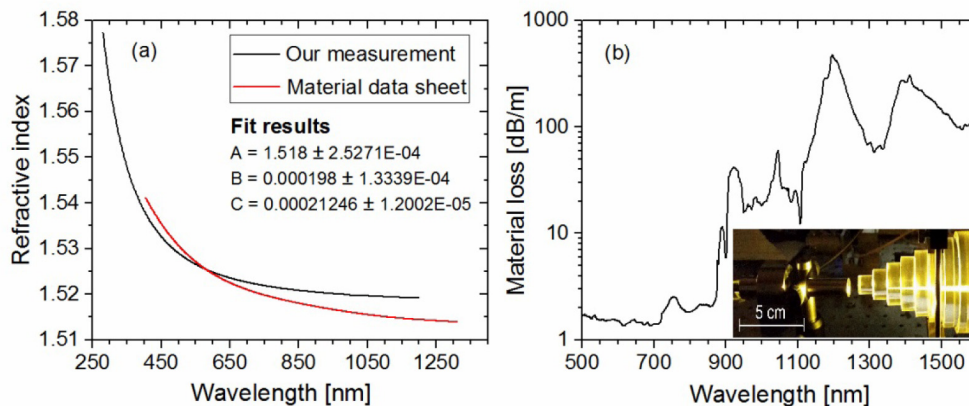 (a)
Our measurement
Material data sheet
Fit results
A = 1.518 ± 2.5271E-04
B = 0.000198 ± 1.3339E-04
C = 0.00021246 ± 1.2002E-05
Refractive index
1.58
1.57
1.56
1.55
1.54
1.53
1.52
1.51
250 450 650 850 1050 1250
Wavelength [nm]
(b)
Material loss [dB/m]
1000
100
10
1
5 cm
500 700 900 1100 1300 1500
Wavelength [nm]